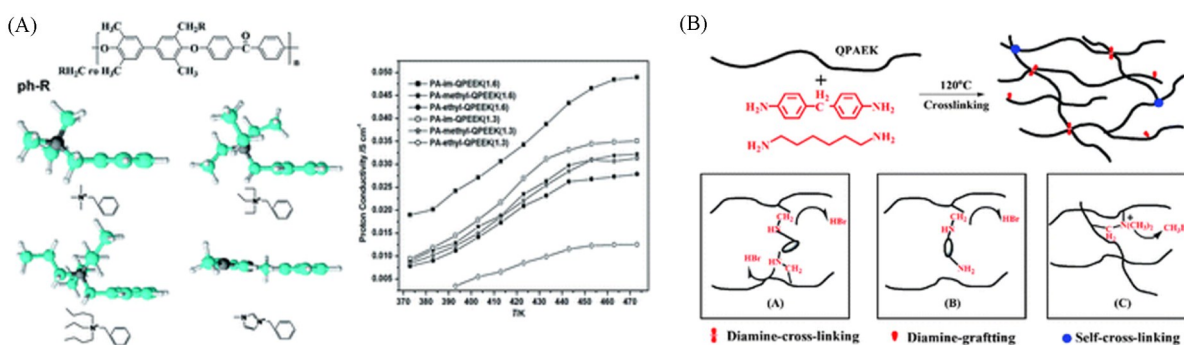 (A)
H₃C
CH₂R
O
O
O
C
n
RH₂C ro H₃C
CH₃
ph-R
N⁺
N⁺
N⁺
N
N⁺
Proton Conductivity /S cm⁻¹
0.050
0.045
0.040
0.035
0.030
0.025
0.020
0.015
0.010
0.005
PA-im-QPEEK(1.6)
PA-methyl-QPEEK(1.6)
PA-ethyl-QPEEK(1.6)
PA-im-QPEEK(1.3)
PA-methyl-QPEEK(1.3)
PA-ethyl-QPEEK(1.3)
373 380 390 400 410 420 430 440 450 460 470
T/K
(B)
QPAEK
+
H₂N
C
H₂
NH₂
H₂N
NH₂
120°C
Crosslinking
CH₂
HN
HBr
HN
CH₂
HBr
(A)
CH₂
HN
HBr
NH₂
(B)
+
N(CH₃)₂
C
H₂
(C)
Diamine-cross-linking
Diamine-graftting
Self-cross-linking